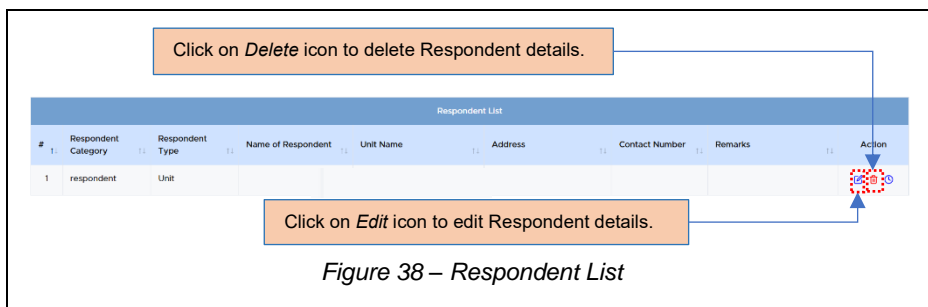 Click on Delete icon to delete Respondent details.
Respondent List
# Respondent Category Respondent Type Name of Respondent Unit Name Address Contact Number Remarks Action
1 respondent Unit
Click on Edit icon to edit Respondent details.
Figure 38 – Respondent List